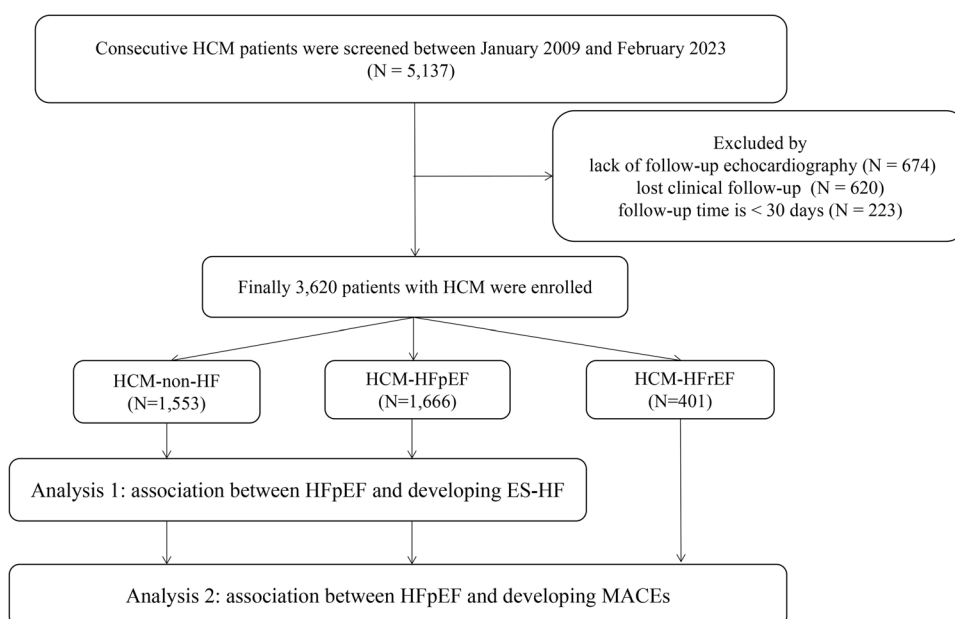 Consecutive HCM patients were screened between January 2009 and February 2023
(N = 5,137)
Excluded by
lack of follow-up echocardiography (N = 674)
lost clinical follow-up (N = 620)
follow-up time is < 30 days (N = 223)
Finally 3,620 patients with HCM were enrolled
HCM-non-HF
(N=1,553)
HCM-HFpEF
(N=1,666)
HCM-HFrEF
(N=401)
Analysis 1: association between HFpEF and developing ES-HF
Analysis 2: association between HFpEF and developing MACEs